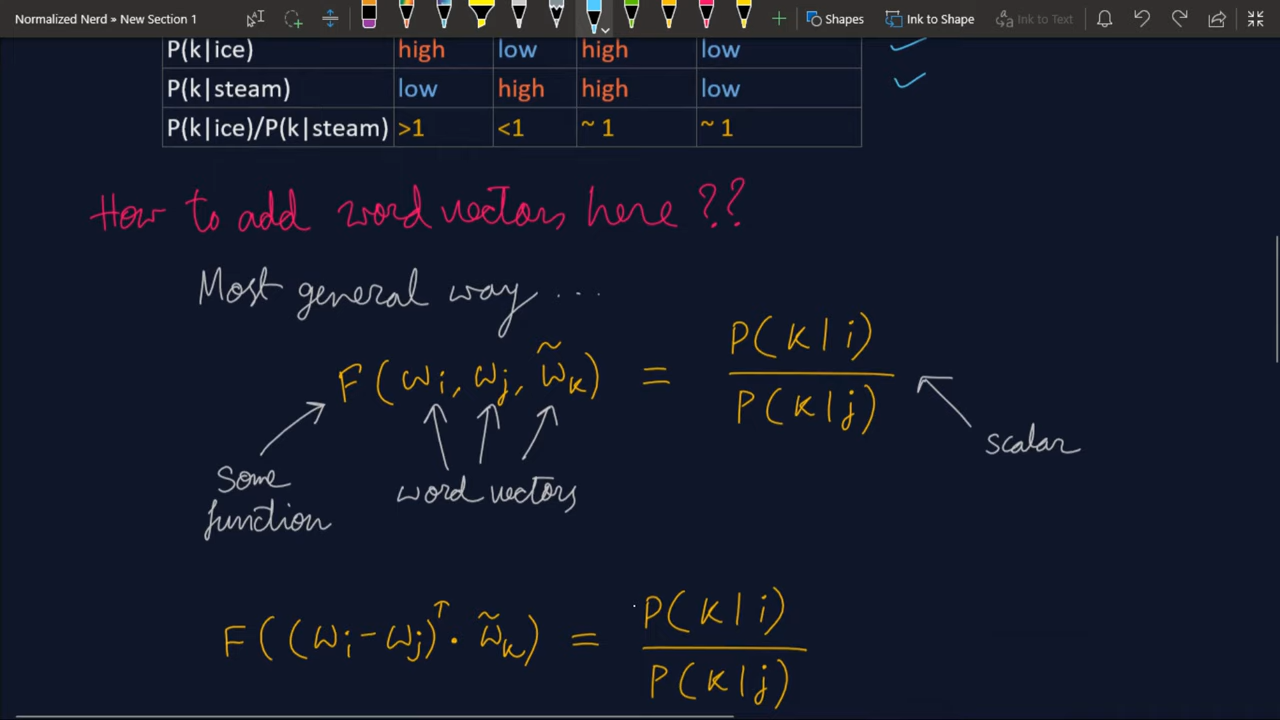 Normalized Nerd » New Section 1
Shapes
Ink to Shape
Ink to Text
P(k|ice) high low high low
P(k|steam) low high high low
P(k|ice)/P(k|steam) >1 <1 ~ 1 ~ 1
How to add word vectors here ??
Most general way ...
F(ωi, ωj, ω̃k) = P(k|i) / P(k|j)
scalar
Some function
word vectors
F((ωi - ωj)ᵀ · ω̃k) = P(k|i) / P(k|j)